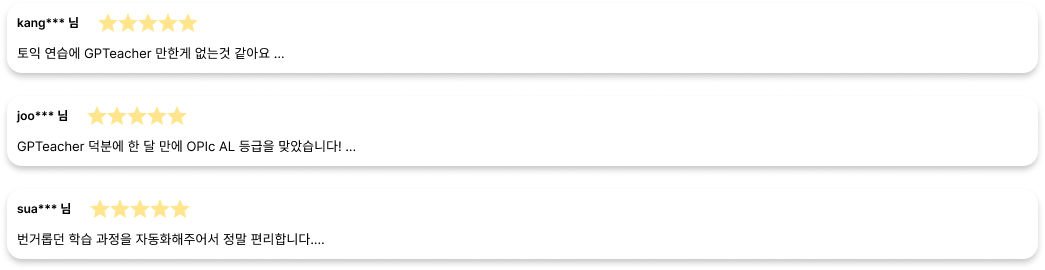 kang*** 님
토익 연습에 GPTeacher 만한게 없는것 같아요 ...
joo*** 님
GPTeacher 덕분에 한 달 만에 OPIc AL 등급을 맞았습니다! ...
sua*** 님
번거롭던 학습 과정을 자동화해주어서 정말 편리합니다....